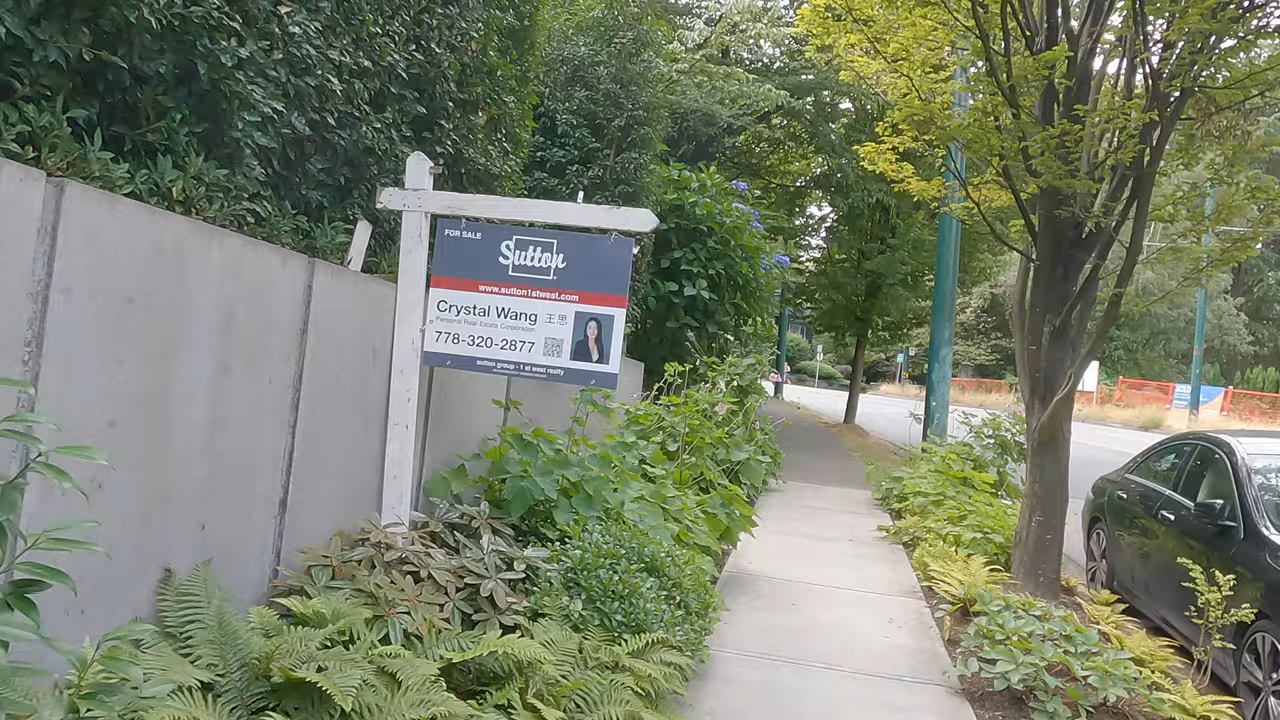 FOR SALE
Sutton
www.sutton1stwest.com
Crystal Wang 王思
Personal Real Estate Corporation
778-320-2877
sutton group - 1 st west realty